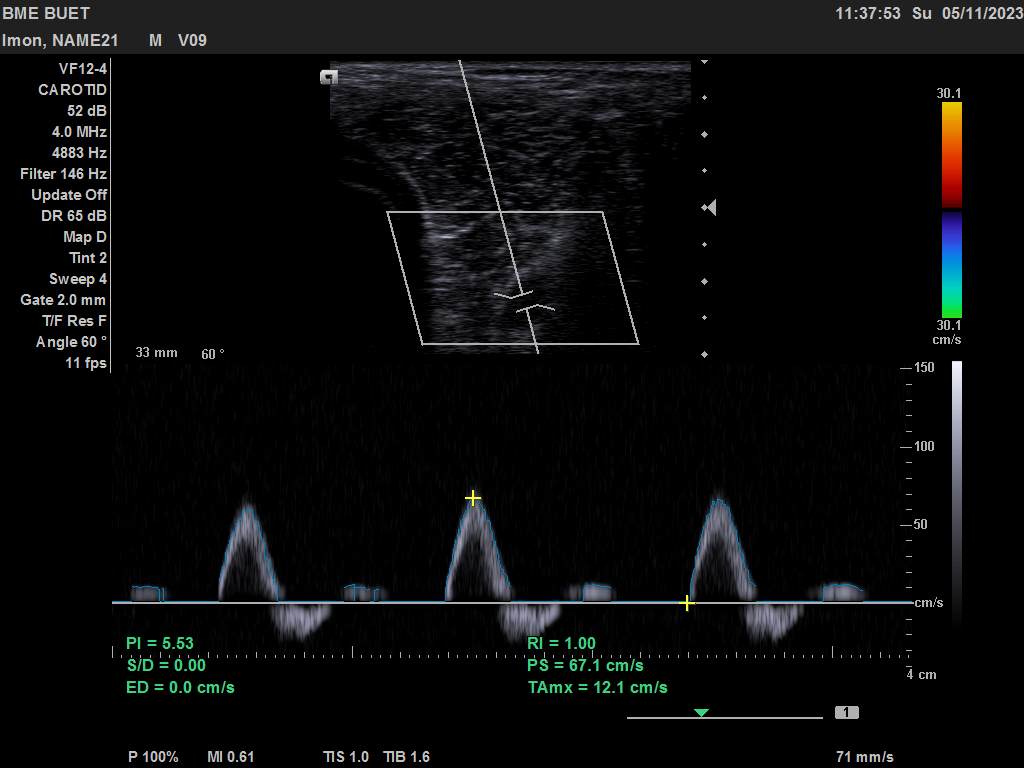 BME BUET
11:37:53 Su 05/11/2023
Imon, NAME21 M V09
VF12-4
CAROTID
52 dB
4.0 MHz
4883 Hz
Filter 146 Hz
Update Off
DR 65 dB
Map D
Tint 2
Sweep 4
Gate 2.0 mm
T/F Res F
Angle 60 °
11 fps
33 mm 60 °
30.1
30.1
cm/s
150
100
50
cm/s
4 cm
PI = 5.53
S/D = 0.00
ED = 0.0 cm/s
RI = 1.00
PS = 67.1 cm/s
TAmx = 12.1 cm/s
1
P 100% MI 0.61 TIS 1.0 TIB 1.6
71 mm/s